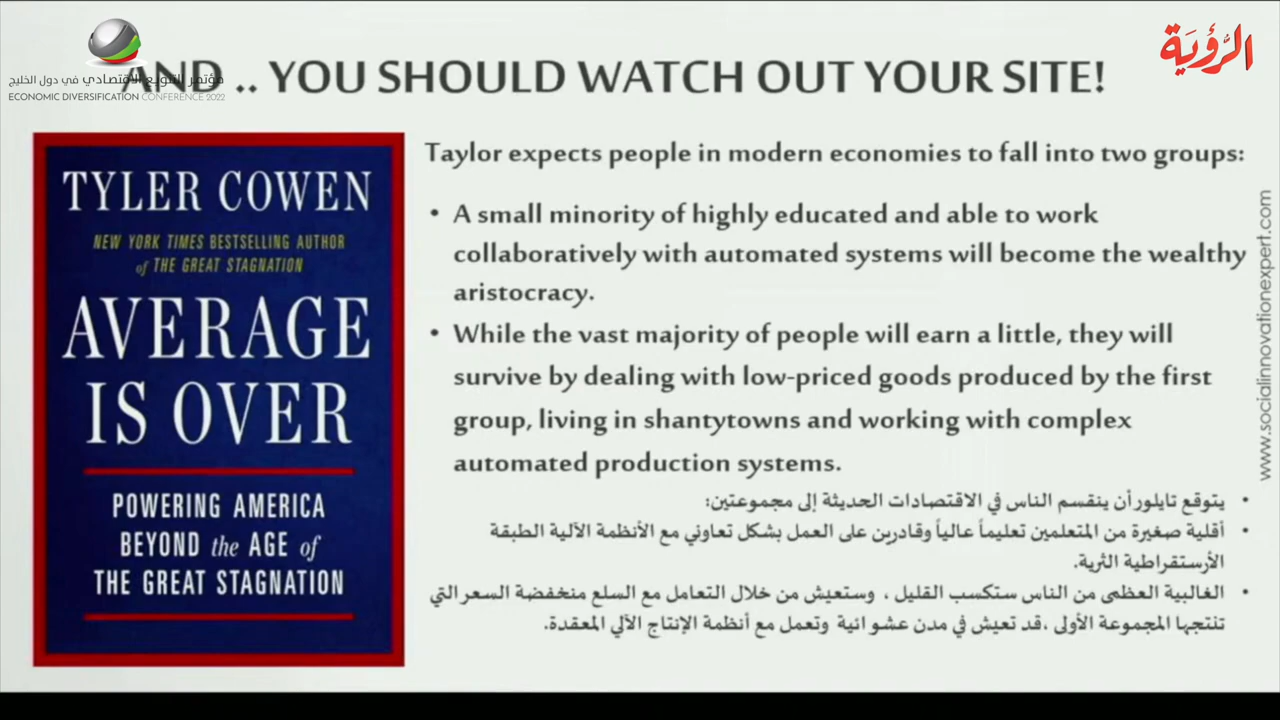 الرُّؤيَة
مؤتمر التنويع الاقتصادي في دول الخليج
ECONOMIC DIVERSIFICATION CONFERENCE 2022
AND .. YOU SHOULD WATCH OUT YOUR SITE!
TYLER COWEN
NEW YORK TIMES BESTSELLING AUTHOR
of THE GREAT STAGNATION
AVERAGE
IS OVER
POWERING AMERICA
BEYOND the AGE of
THE GREAT STAGNATION
Taylor expects people in modern economies to fall into two groups:
• A small minority of highly educated and able to work
collaboratively with automated systems will become the wealthy
aristocracy.
• While the vast majority of people will earn a little, they will
survive by dealing with low-priced goods produced by the first
group, living in shantytowns and working with complex
automated production systems.
• يتوقع تايلور أن ينقسم الناس في الاقتصادات الحديثة إلى مجموعتين:
• أقلية صغيرة من المتعلمين تعليماً عالياً وقادرين على العمل بشكل تعاوني مع الأنظمة الآلية الطبقة
الأرستقراطية الثرية.
• الغالبية العظمى من الناس ستكسب القليل ، وستعيش من خلال التعامل مع السلع منخفضة السعر التي
تنتجها المجموعة الأولى ،قد تعيش في مدن عشوائية وتعمل مع أنظمة الإنتاج الآلي المعقدة.
www.socialinnovationexpert.com